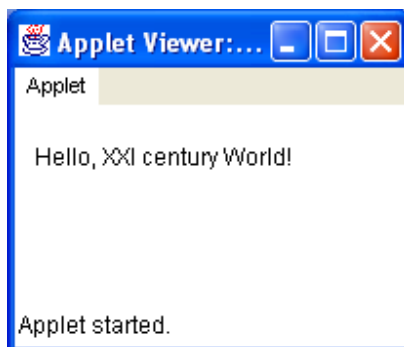 Applet Viewer:...
Applet
Hello, XXI century World!
Applet started.